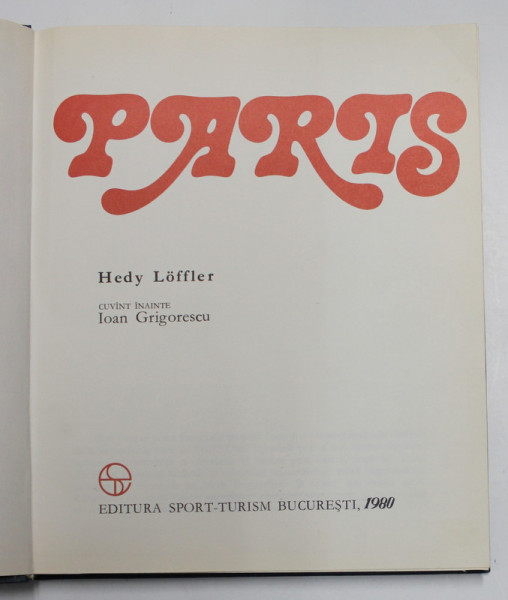 PARIS
Hedy Löffler
CUVÎNT ÎNAINTE
Ioan Grigorescu
EDITURA SPORT-TURISM BUCUREȘTI, 1980